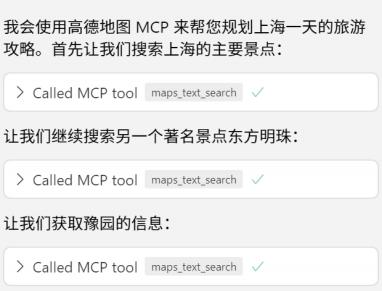 我会使用高德地图 MCP 来帮您规划上海一天的旅游
攻略。首先让我们搜索上海的主要景点：
Called MCP tool maps_text_search
让我们继续搜索另一个著名景点东方明珠：
Called MCP tool maps_text_search
让我们获取豫园的信息：
Called MCP tool maps_text_search